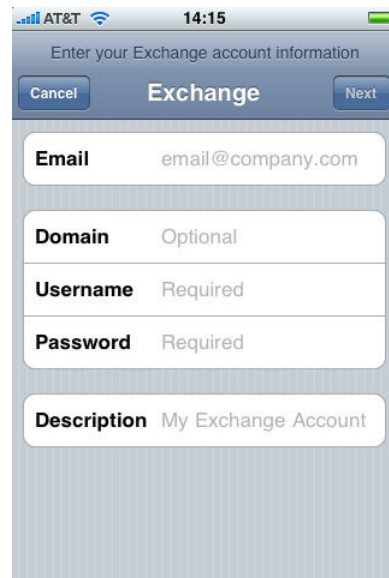 AT&T 14:15
Enter your Exchange account information
Cancel Exchange Next
Email email@company.com
Domain Optional
Username Required
Password Required
Description My Exchange Account